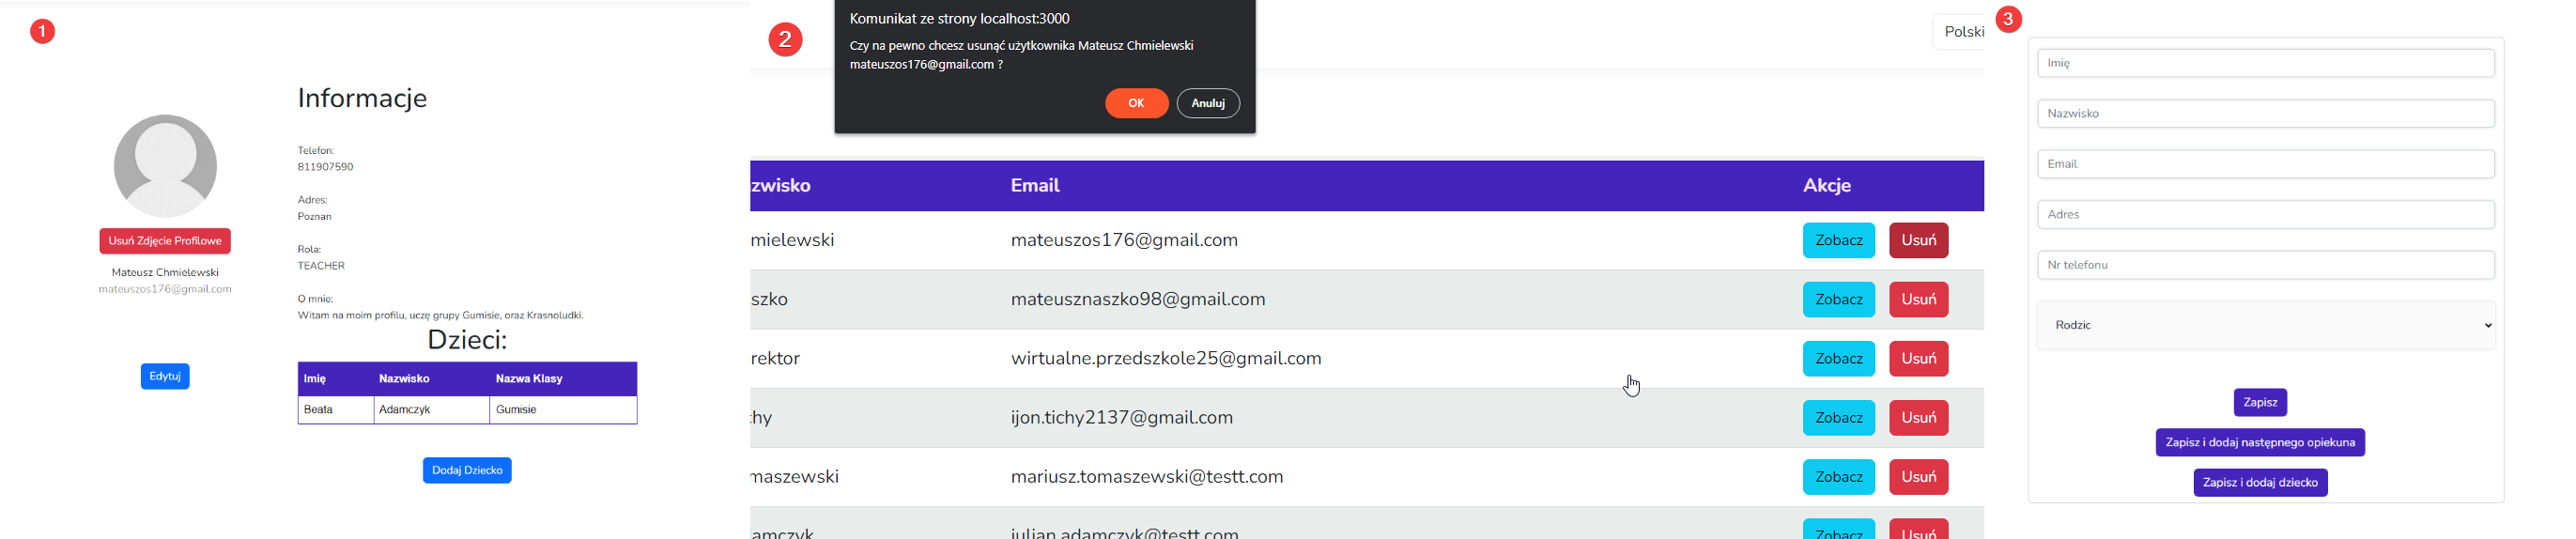 1
Informacje
Telefon:
811907590
Adres:
Poznan
Rola:
TEACHER
O mnie:
Witam na moim profilu, uczę grupy Gumisie, oraz Krasnoludki.
Usuń Zdjęcie Profilowe
Mateusz Chmielewski
mateuszos176@gmail.com
Edytuj
Dzieci:
Imię Nazwisko Nazwa Klasy
Beata Adamczyk Gumisie
Dodaj Dziecko
2
Komunikat ze strony localhost:3000
Czy na pewno chcesz usunąć użytkownika Mateusz Chmielewski
mateuszos176@gmail.com ?
OK Anuluj
Polski
zwisko Email Akcje
mielewski mateuszos176@gmail.com Zobacz Usuń
szko mateusznaszko98@gmail.com Zobacz Usuń
rektor wirtualne.przedszkole25@gmail.com Zobacz Usuń
hy ijon.tichy2137@gmail.com Zobacz Usuń
maszewski mariusz.tomaszewski@testt.com Zobacz Usuń
amczyk julian.adamczyk@testt.com Zobacz Usuń
3
Imię
Nazwisko
Email
Adres
Nr telefonu
Rodzic
Zapisz
Zapisz i dodaj następnego opiekuna
Zapisz i dodaj dziecko